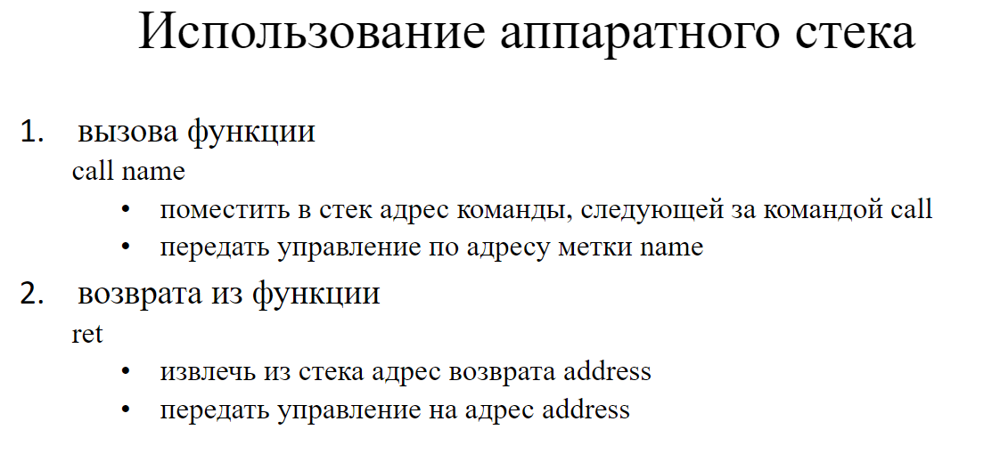 Использование аппаратного стека
1. вызова функции
call name
• поместить в стек адрес команды, следующей за командой call
• передать управление по адресу метки name
2. возврата из функции
ret
• извлечь из стека адрес возврата address
• передать управление на адрес address